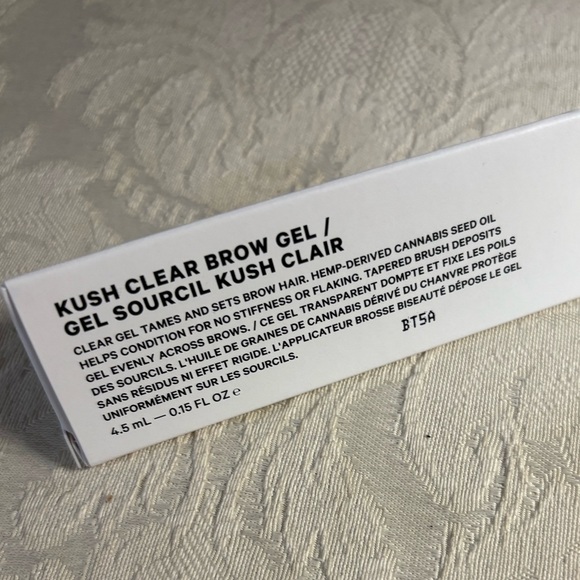 KUSH CLEAR BROW GEL /
GEL SOURCIL KUSH CLAIR
CLEAR GEL TAMES AND SETS BROW HAIR. HEMP-DERIVED CANNABIS SEED OIL
HELPS CONDITION FOR NO STIFFNESS OR FLAKING. TAPERED BRUSH DEPOSITS
GEL EVENLY ACROSS BROWS. / CE GEL TRANSPARENT DOMPTE ET FIXE LES POILS
DES SOURCILS. L'HUILE DE GRAINES DE CANNABIS DÉRIVÉ DU CHANVRE PROTÈGE
SANS RÉSIDUS NI EFFET RIGIDE. L'APPLICATEUR BROSSE BISEAUTÉ DÉPOSE LE GEL
UNIFORMÉMENT SUR LES SOURCILS.
4.5 mL — 0.15 FL OZ ℮
BT5A